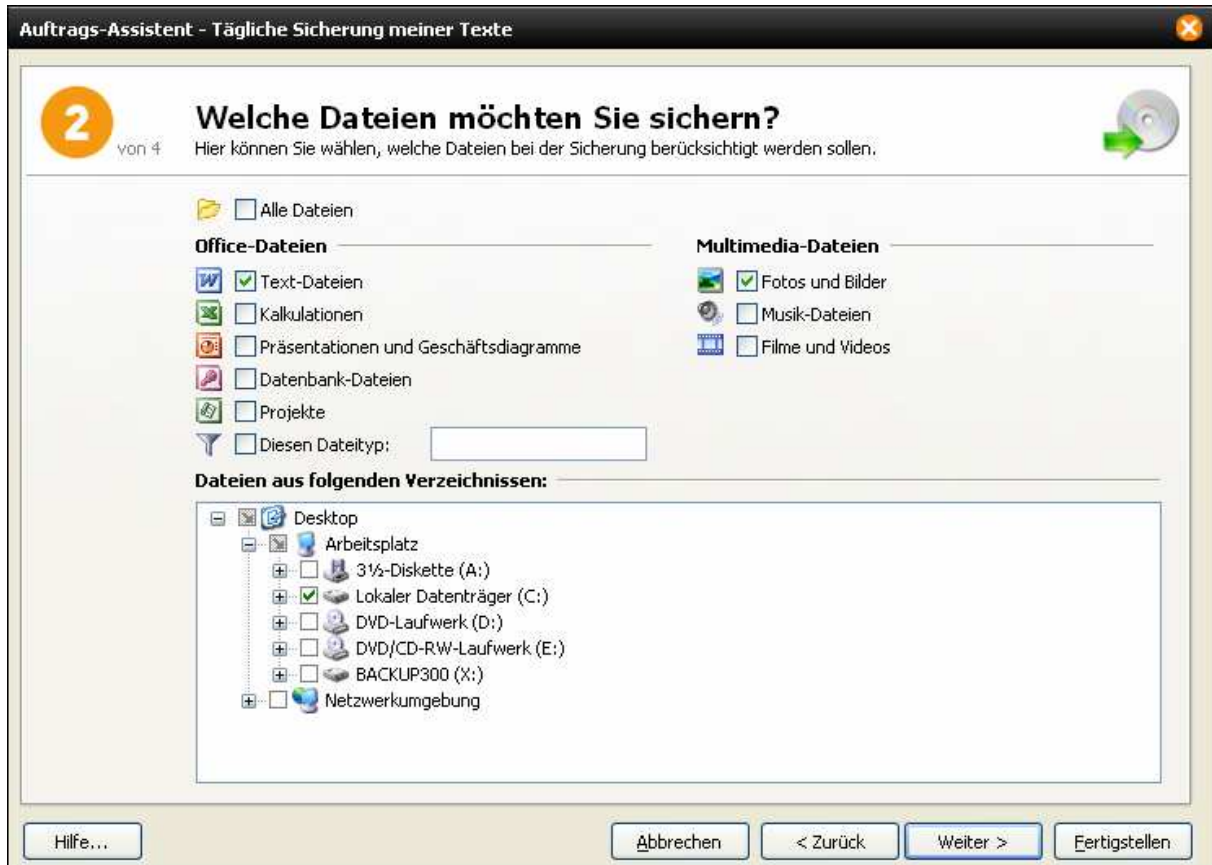 Auftrags-Assistent - Tägliche Sicherung meiner Texte
2 von 4
Welche Dateien möchten Sie sichern?
Hier können Sie wählen, welche Dateien bei der Sicherung berücksichtigt werden sollen.
Alle Dateien
Office-Dateien
Text-Dateien
Kalkulationen
Präsentationen und Geschäftsdiagramme
Datenbank-Dateien
Projekte
Diesen Dateityp:
Multimedia-Dateien
Fotos und Bilder
Musik-Dateien
Filme und Videos
Dateien aus folgenden Verzeichnissen:
Desktop
Arbeitsplatz
3½-Diskette (A:)
Lokaler Datenträger (C:)
DVD-Laufwerk (D:)
DVD/CD-RW-Laufwerk (E:)
BACKUP300 (X:)
Netzwerkumgebung
Hilfe... Abbrechen < Zurück Weiter > Fertigstellen